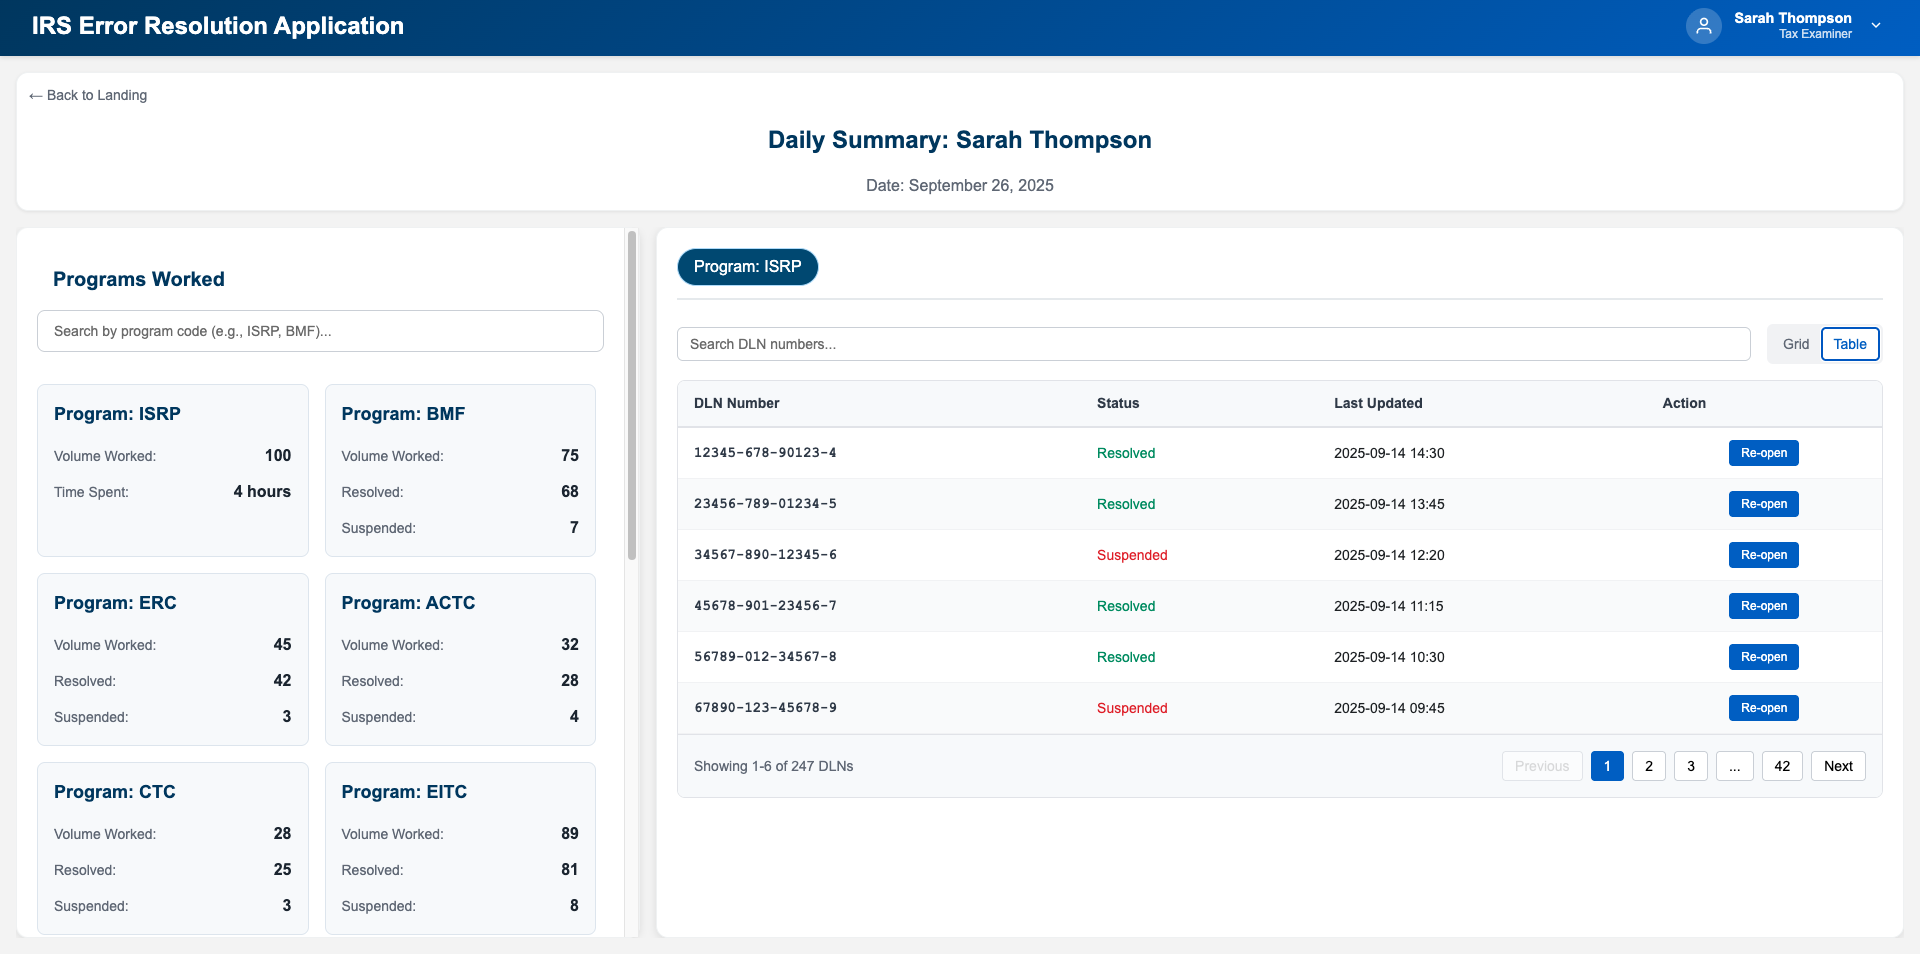 IRS Error Resolution Application
Sarah Thompson
Tax Examiner
← Back to Landing
Daily Summary: Sarah Thompson
Date: September 26, 2025
Programs Worked
Search by program code (e.g., ISRP, BMF)...
Program: ISRP
Volume Worked: 100
Time Spent: 4 hours
Program: BMF
Volume Worked: 75
Resolved: 68
Suspended: 7
Program: ERC
Volume Worked: 45
Resolved: 42
Suspended: 3
Program: ACTC
Volume Worked: 32
Resolved: 28
Suspended: 4
Program: CTC
Volume Worked: 28
Resolved: 25
Suspended: 3
Program: EITC
Volume Worked: 89
Resolved: 81
Suspended: 8
Program: ISRP
Search DLN numbers...
Grid Table
DLN Number Status Last Updated Action
12345-678-90123-4 Resolved 2025-09-14 14:30 Re-open
23456-789-01234-5 Resolved 2025-09-14 13:45 Re-open
34567-890-12345-6 Suspended 2025-09-14 12:20 Re-open
45678-901-23456-7 Resolved 2025-09-14 11:15 Re-open
56789-012-34567-8 Resolved 2025-09-14 10:30 Re-open
67890-123-45678-9 Suspended 2025-09-14 09:45 Re-open
Showing 1-6 of 247 DLNs Previous 1 2 3 ... 42 Next